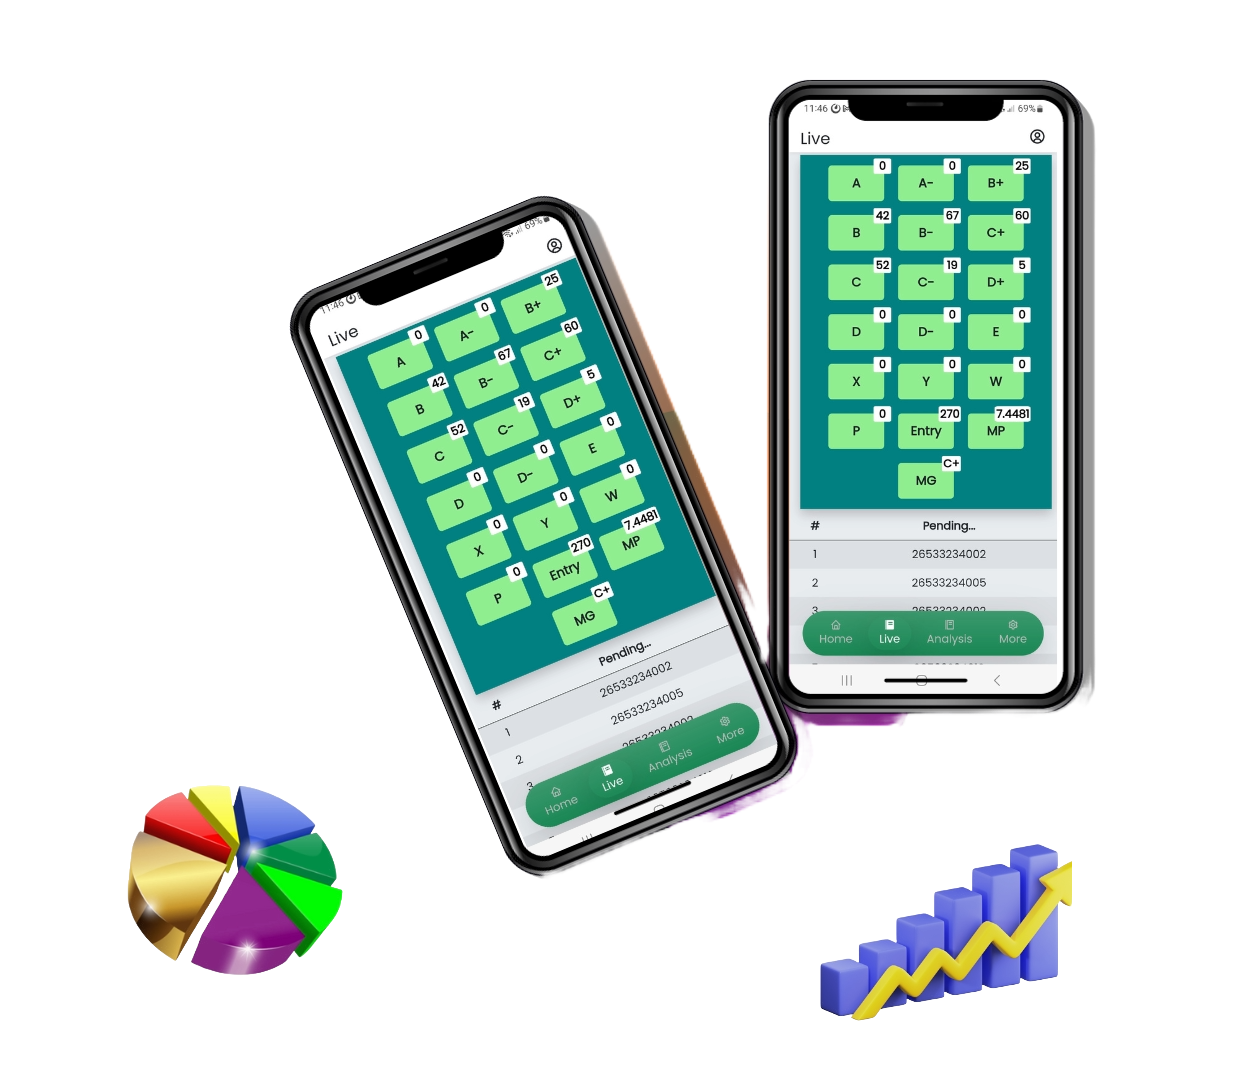 11:46
69%
Live
0
0
25
A
A-
B+
42
67
60
B
B-
C+
52
19
5
C
C-
D+
0
0
0
D
D-
E
0
0
0
X
Y
W
0
270
7.4481
P
Entry
MP
C+
MG
# Pending...
1 26533234002
2 26533234005
3 26533234002
Home Live Analysis More
11:46
69%
Live
0
0
25
A
A-
B+
42
67
60
B
B-
C+
52
19
5
C
C-
D+
0
0
0
D
D-
E
0
0
0
X
Y
W
0
270
7.4481
P
Entry
MP
C+
MG
# Pending...
1 26533234002
2 26533234005
3 26533234002
Home Live Analysis More